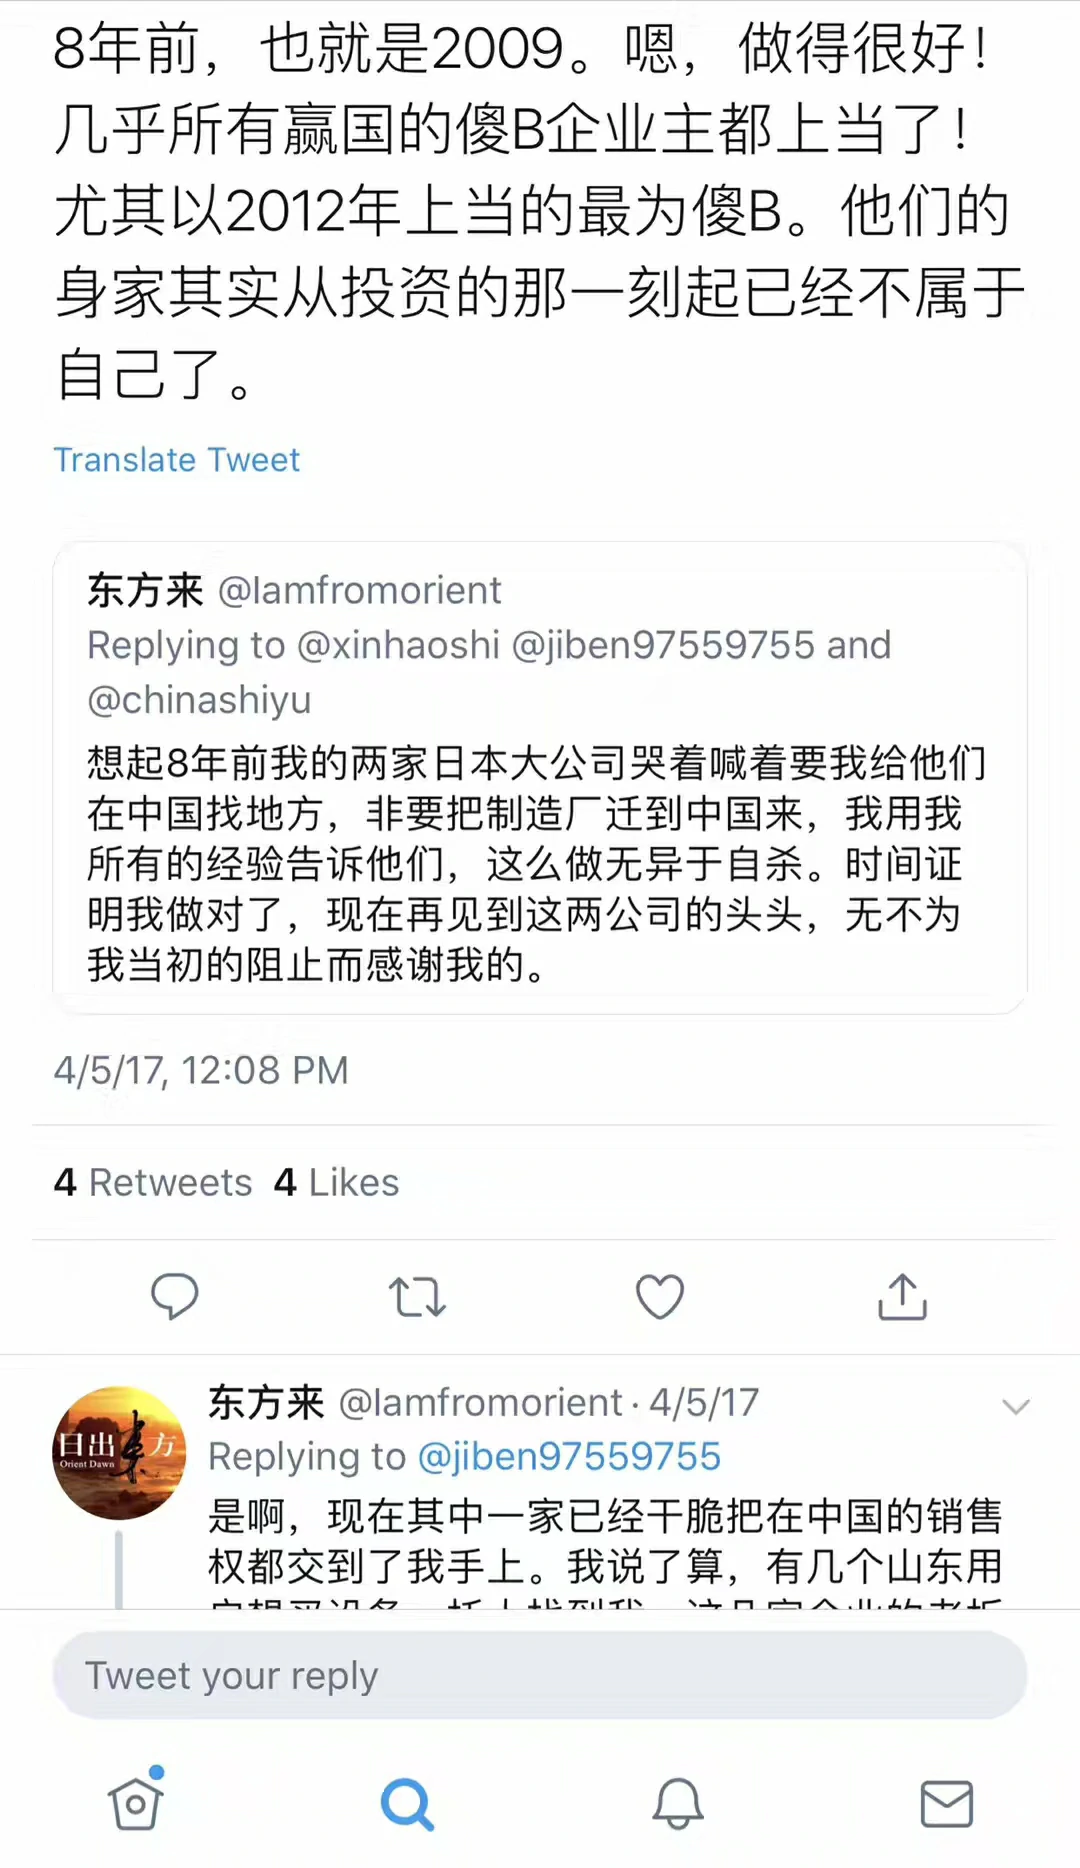 8年前，也就是2009。嗯，做得很好！
几乎所有赢国的傻B企业主都上当了！
尤其以2012年上当的最为傻B。他们的
身家其实从投资的那一刻起已经不属于
自己了。
Translate Tweet
东方来 @Iamfromorient
Replying to @xinhaoshi @jiben97559755 and
@chinashiyu
想起8年前我的两家日本大公司哭着喊着要我给他们
在中国找地方，非要把制造厂迁到中国来，我用我
所有的经验告诉他们，这么做无异于自杀。时间证
明我做对了，现在再见到这两公司的头头，无不为
我当初的阻止而感谢我的。
4/5/17, 12:08 PM
4 Retweets 4 Likes
日出東方
Orient Dawn
东方来 @Iamfromorient · 4/5/17
Replying to @jiben97559755
是啊，现在其中一家已经干脆把在中国的销售
权都交到了我手上。我说了算，有几个山东用
Tweet your reply